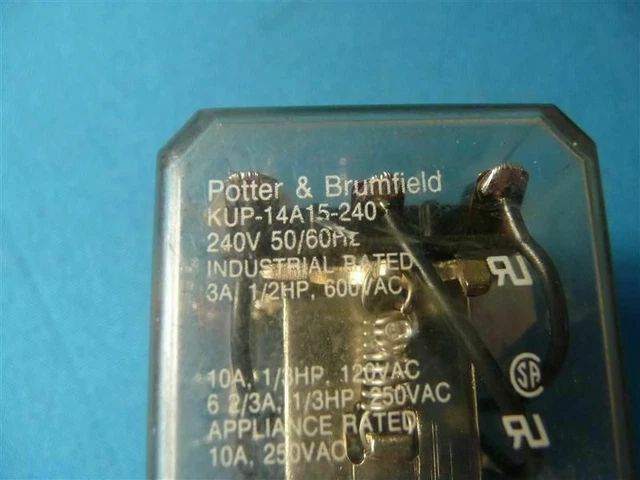 Potter & Brumfield
KUP-14A15-240
240V 50/60Hz
INDUSTRIAL RATED
3A, 1/2HP, 600VAC
10A, 1/3HP, 120VAC
6 2/3A, 1/3HP, 250VAC
APPLIANCE RATED
10A, 250VAC